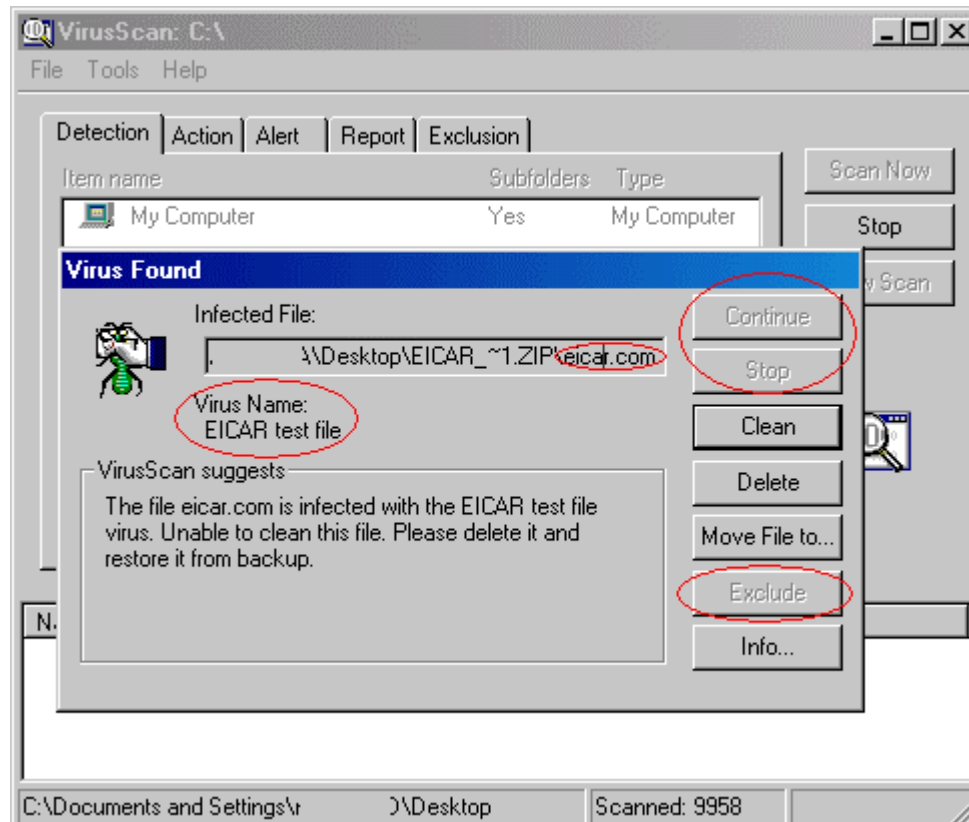 VirusScan: C:\
File Tools Help
Detection Action Alert Report Exclusion
Item name Subfolders Type
My Computer Yes My Computer
Scan Now
Stop
w Scan
Virus Found
Infected File:
. \\Desktop\EICAR_~1.ZIP\eicar.com
Virus Name:
EICAR test file
VirusScan suggests
The file eicar.com is infected with the EICAR test file
virus. Unable to clean this file. Please delete it and
restore it from backup.
Continue
Stop
Clean
Delete
Move File to...
Exclude
Info...
C:\Documents and Settings\ \Desktop Scanned: 9958